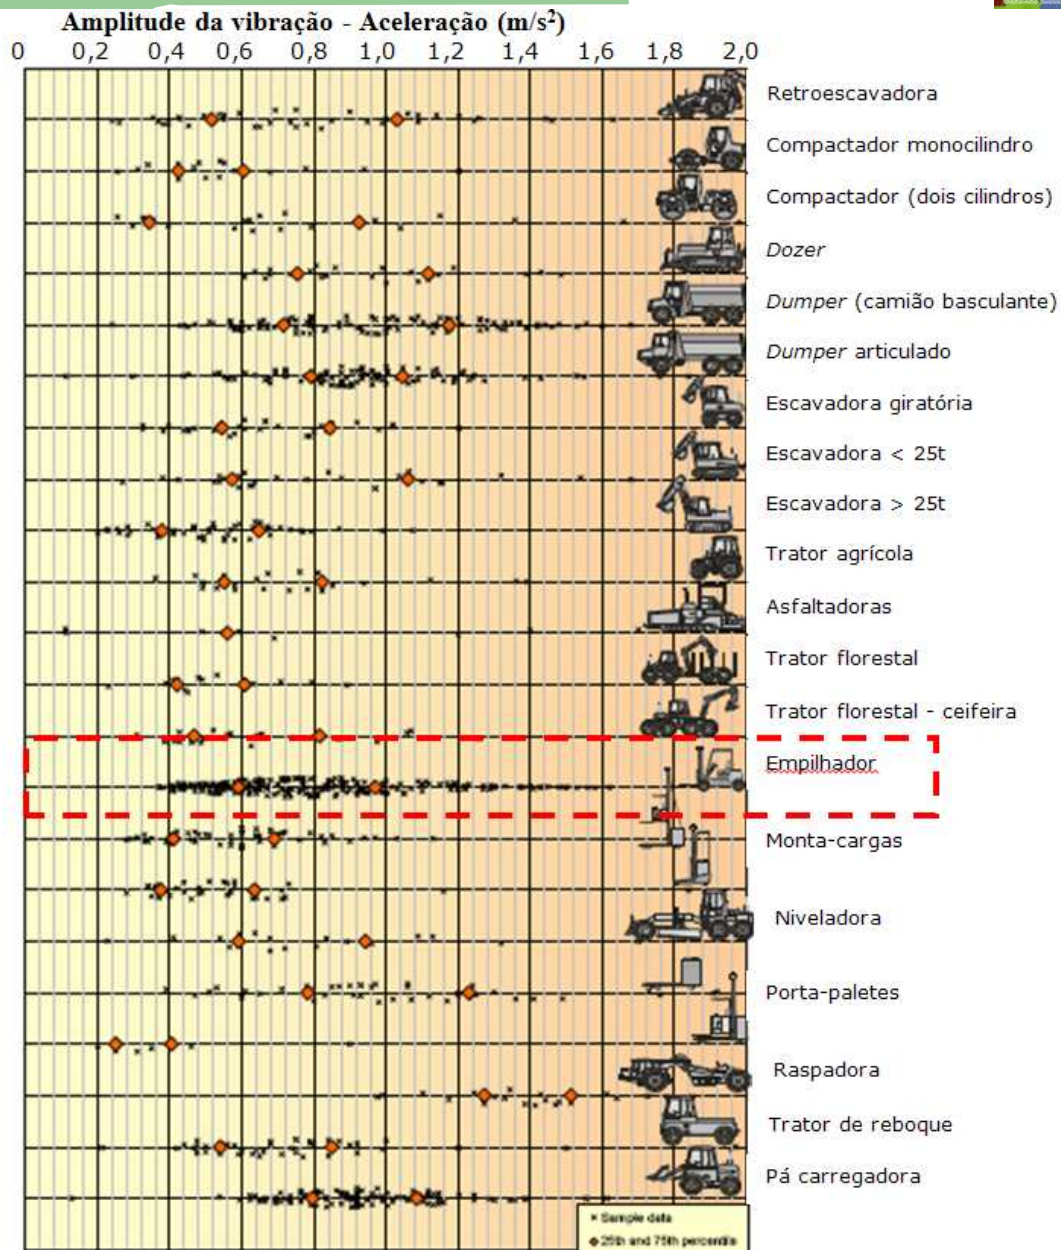 Amplitude da vibração - Aceleração (m/s²)
0 0,2 0,4 0,6 0,8 1,0 1,2 1,4 1,6 1,8 2,0
Retroescavadora
Compactador monocilindro
Compactador (dois cilindros)
Dozer
Dumper (camião basculante)
Dumper articulado
Escavadora giratória
Escavadora < 25t
Escavadora > 25t
Trator agrícola
Asfaltadoras
Trator florestal
Trator florestal - ceifeira
Empilhador
Monta-cargas
Niveladora
Porta-paletes
Raspadora
Trator de reboque
Pá carregadora
× Sample data
25th and 75th percentile